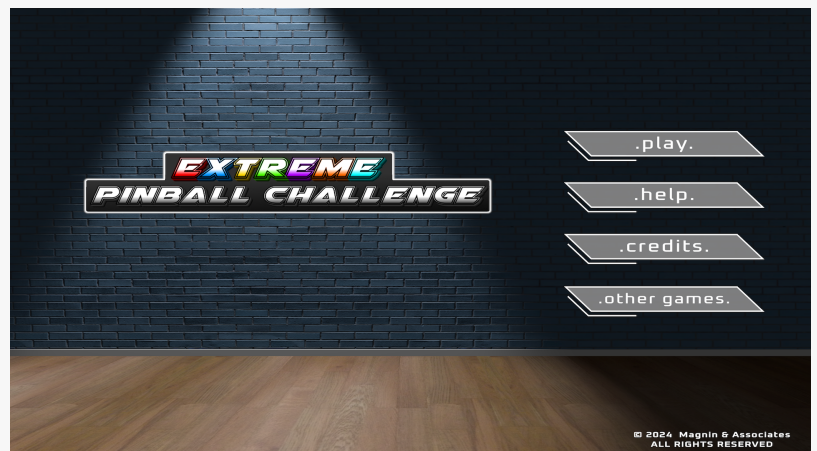 EXTREME
PINBALL CHALLENGE
.play.
.help.
.credits.
.other games.
© 2024 Magnin & Associates
ALL RIGHTS RESERVED